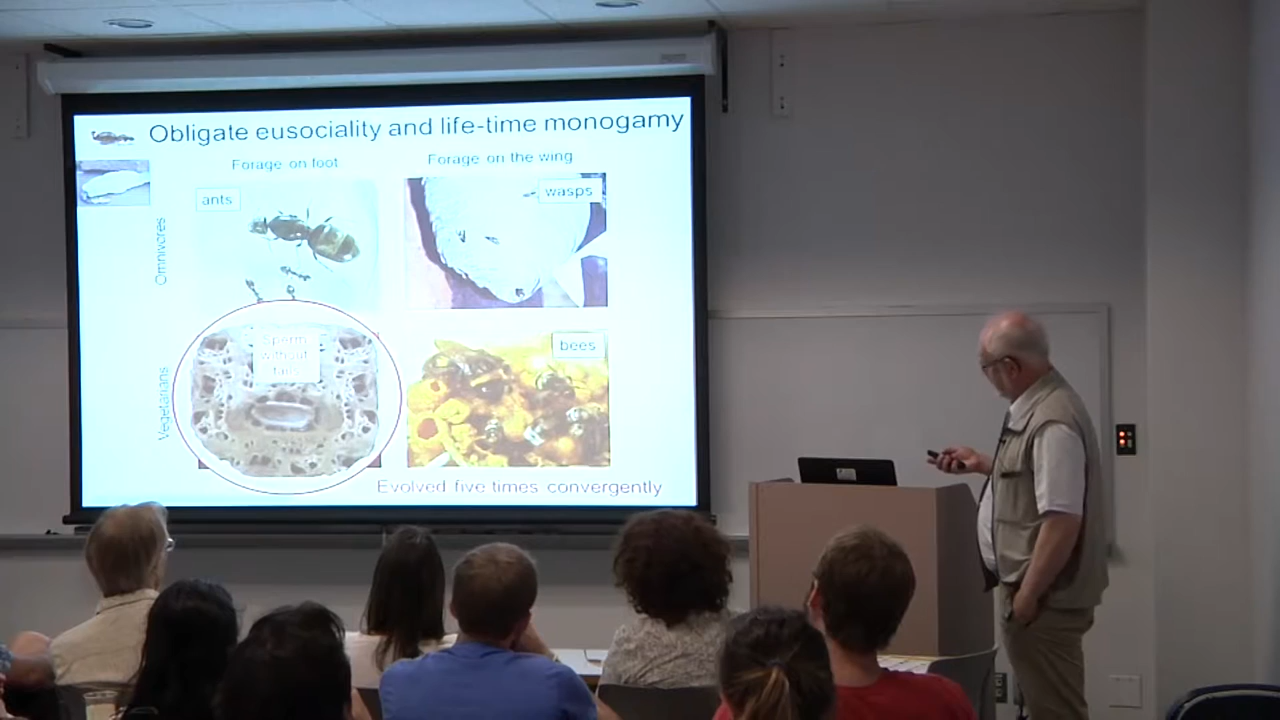 Obligate eusociality and life-time monogamy
Forage on foot
Forage on the wing
Omnivores
ants
wasps
Vegetarians
Sperm
without
tails
bees
Evolved five times convergently